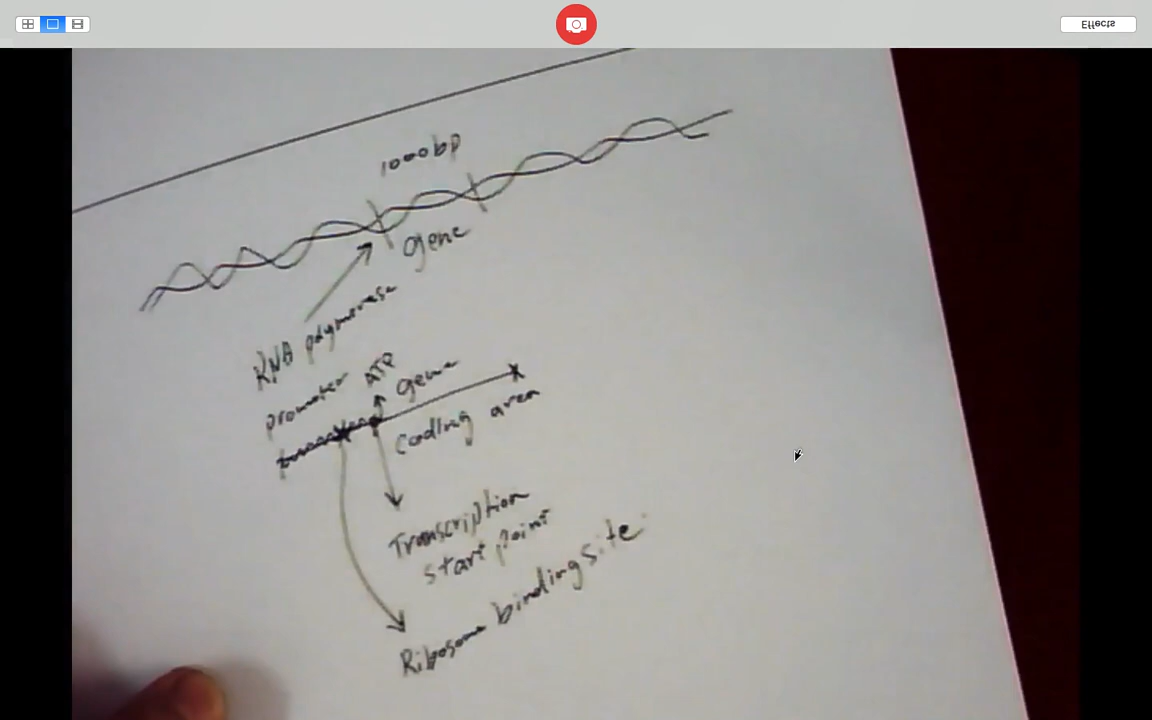 Effects
1000bp
gene
RNA polymerase
promoter
ATP
gene
Coding area
Transcription
start point
Ribosome binding site